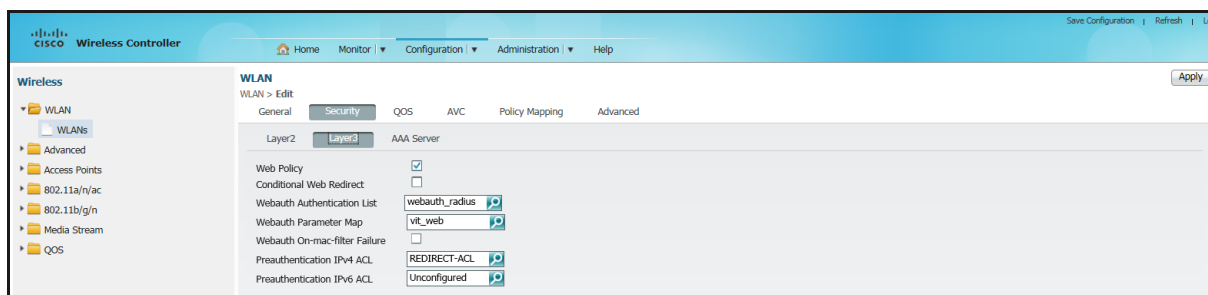 Save Configuration | Refresh | L
CISCO Wireless Controller
Home Monitor Configuration Administration Help
Wireless
WLAN
WLANs
Advanced
Access Points
802.11a/n/ac
802.11b/g/n
Media Stream
QOS
WLAN
Apply
WLAN > Edit
General Security QOS AVC Policy Mapping Advanced
Layer2 Layer3 AAA Server
Web Policy
Conditional Web Redirect
Webauth Authentication List webauth_radius
Webauth Parameter Map vit_web
Webauth On-mac-filter Failure
Preauthentication IPv4 ACL REDIRECT-ACL
Preauthentication IPv6 ACL Unconfigured